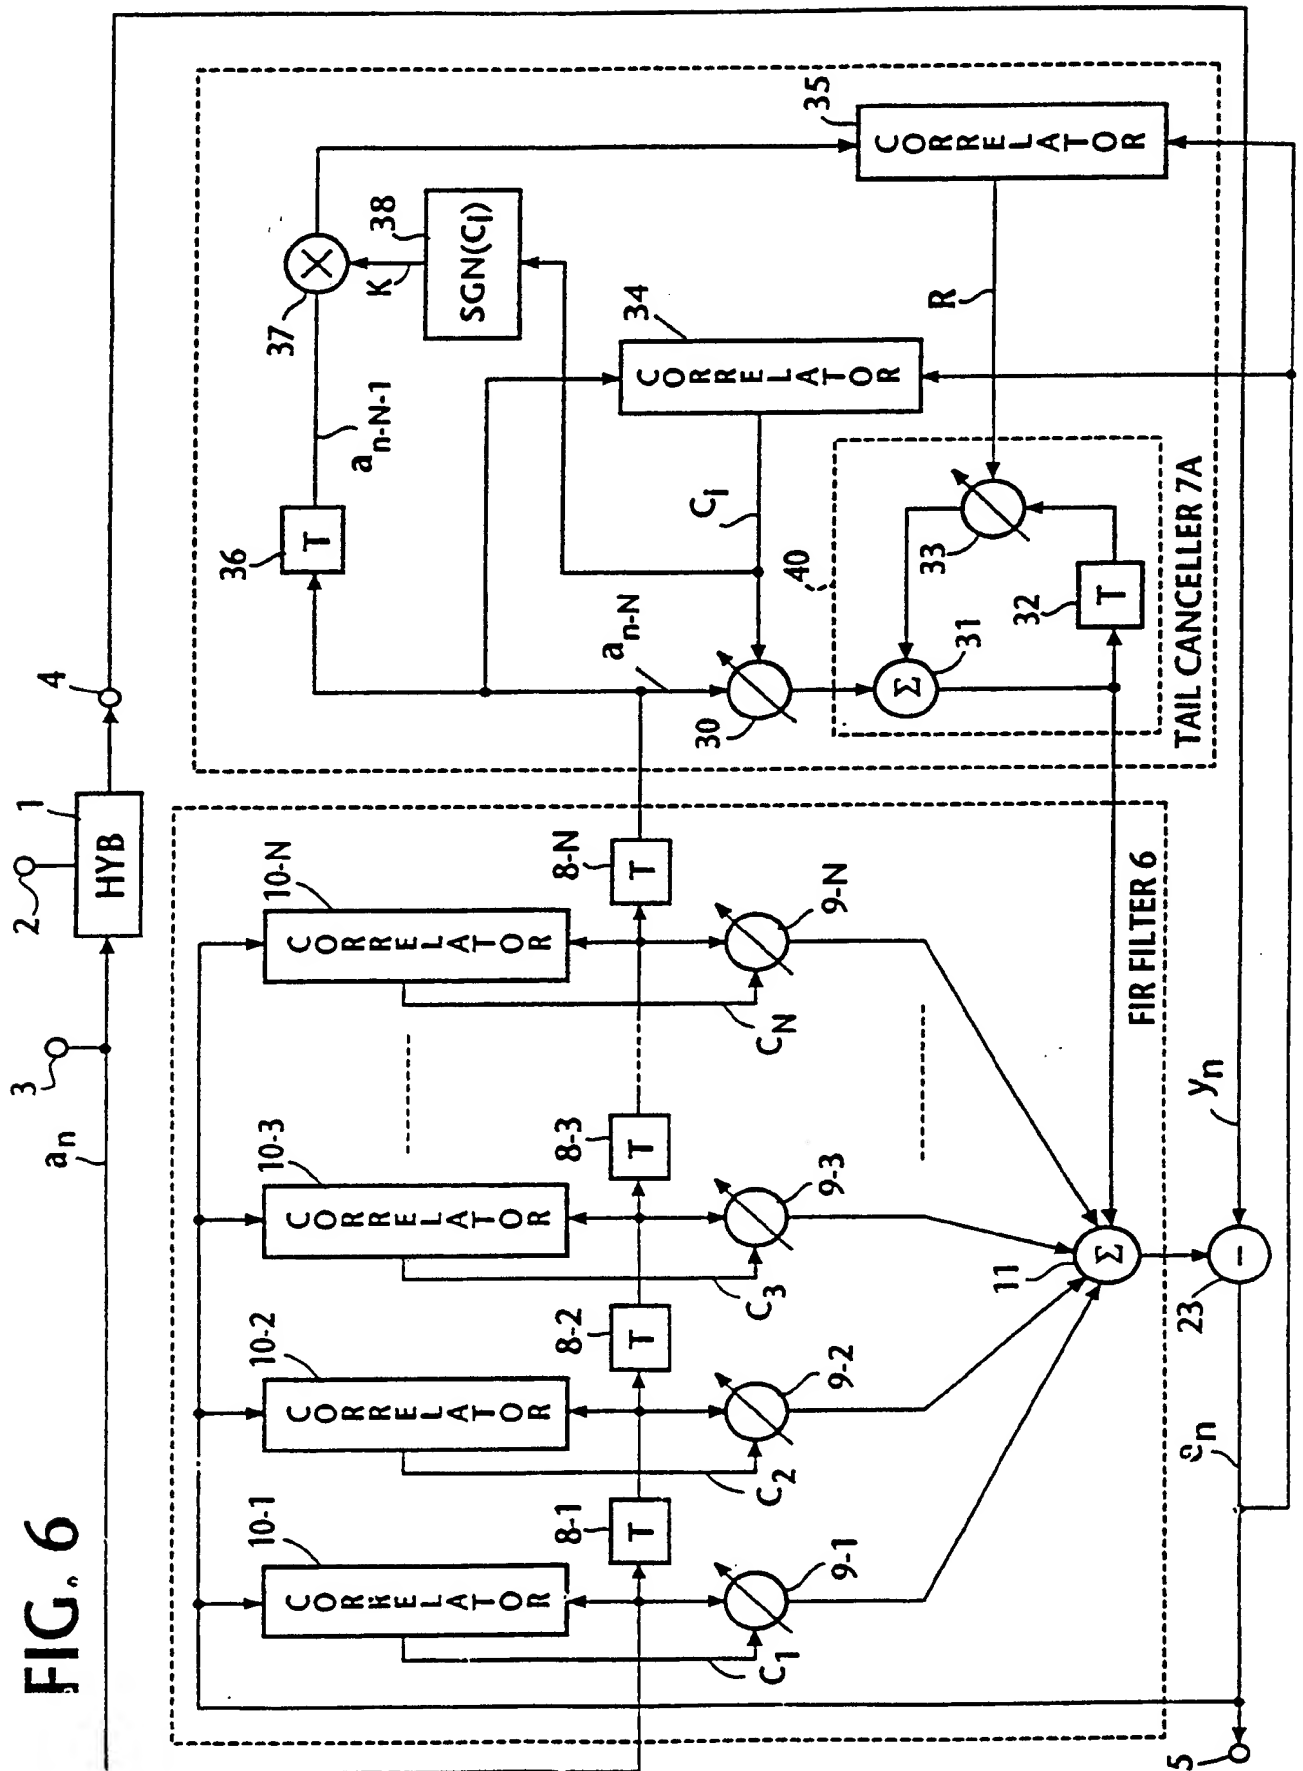 FIG. 6
3
a_n
2
1
HYB
4
10-1
CORRELATOR
10-2
CORRELATOR
10-3
CORRELATOR
10-N
CORRELATOR
8-1
T
8-2
T
8-3
T
8-N
T
C_1
9-1
C_2
9-2
C_3
9-3
C_N
9-N
11
Σ
FIR FILTER 6
36
T
a_{n-N-1}
37
X
K
38
SGN(C_i)
34
CORRELATOR
35
CORRELATOR
C_i
R
a_{n-N}
30
40
31
Σ
33
32
T
TAIL CANCELLER 7A
y_n
23
−
e_n
5